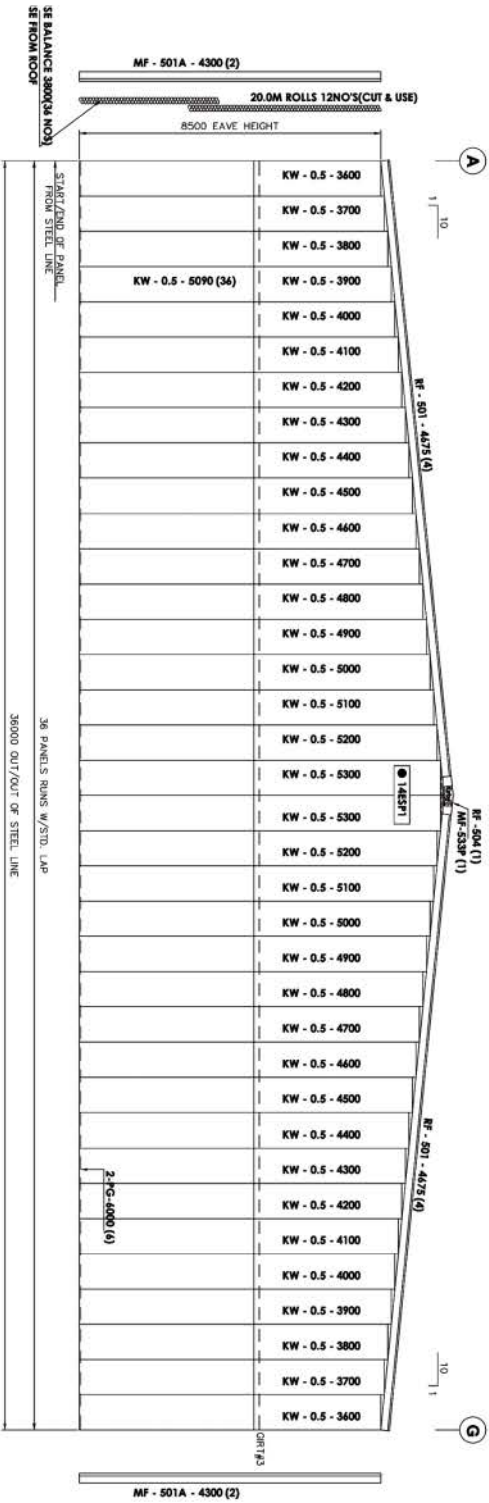 MF - 501A - 4300 (2)
20.0M ROLLS 12NO'S(CUT & USE)
SE BALANCE 3800(36 NOS)
SE FROM ROOF
8500 EAVE HEIGHT
A
1
10
START/END OF PANEL
FROM STEEL LINE
KW - 0.5 - 3600
KW - 0.5 - 3700
KW - 0.5 - 3800
KW - 0.5 - 3900
KW - 0.5 - 5090 (36)
KW - 0.5 - 4000
KW - 0.5 - 4100
KW - 0.5 - 4200
KW - 0.5 - 4300
KW - 0.5 - 4400
KW - 0.5 - 4500
KW - 0.5 - 4600
KW - 0.5 - 4700
KW - 0.5 - 4800
KW - 0.5 - 4900
KW - 0.5 - 5000
KW - 0.5 - 5100
KW - 0.5 - 5200
KW - 0.5 - 5300
RF - 501 - 4675 (4)
14ESP1
RF -504 (1)
MF-533P (1)
KW - 0.5 - 5300
KW - 0.5 - 5200
KW - 0.5 - 5100
KW - 0.5 - 5000
KW - 0.5 - 4900
KW - 0.5 - 4800
KW - 0.5 - 4700
KW - 0.5 - 4600
KW - 0.5 - 4500
KW - 0.5 - 4400
KW - 0.5 - 4300
KW - 0.5 - 4200
KW - 0.5 - 4100
KW - 0.5 - 4000
KW - 0.5 - 3900
KW - 0.5 - 3800
KW - 0.5 - 3700
KW - 0.5 - 3600
RF - 501 - 4675 (4)
2-PG-6000 (6)
10
1
G
GIRT#3
MF - 501A - 4300 (2)
36 PANELS RUNS W/STD. LAP
36000 OUT/OUT OF STEEL LINE